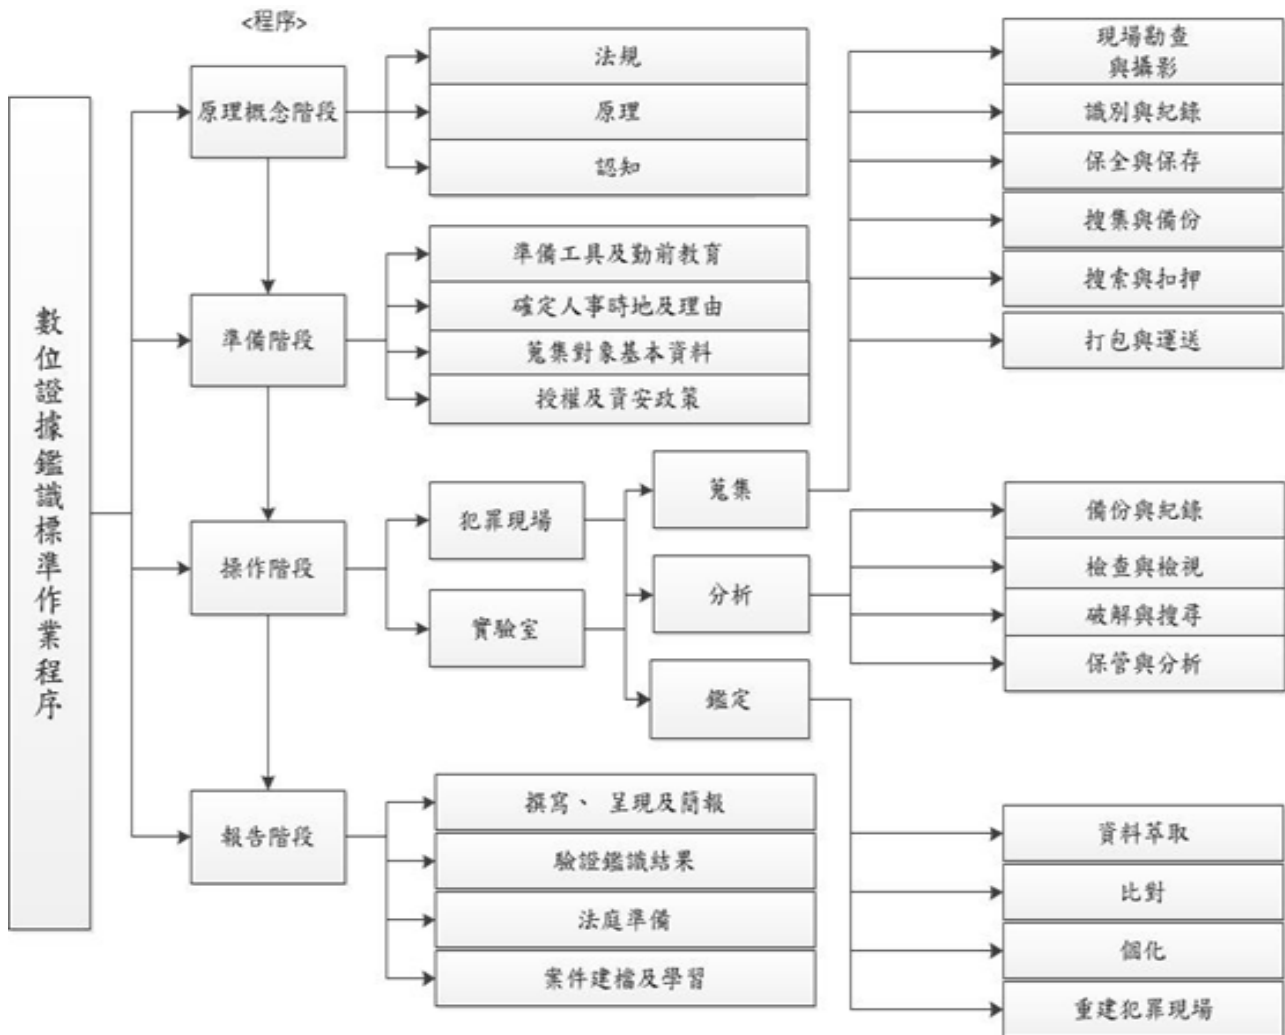 <程序>
數位證據鑑識標準作業程序
原理概念階段
法規
原理
認知
準備階段
準備工具及勤前教育
確定人事時地及理由
蒐集對象基本資料
授權及資安政策
操作階段
犯罪現場
實驗室
蒐集
分析
鑑定
現場勘查
與攝影
識別與紀錄
保全與保存
搜集與備份
搜索與扣押
打包與運送
備份與紀錄
檢查與檢視
破解與搜尋
保管與分析
資料萃取
比對
個化
重建犯罪現場
報告階段
撰寫、 呈現及簡報
驗證鑑識結果
法庭準備
案件建檔及學習